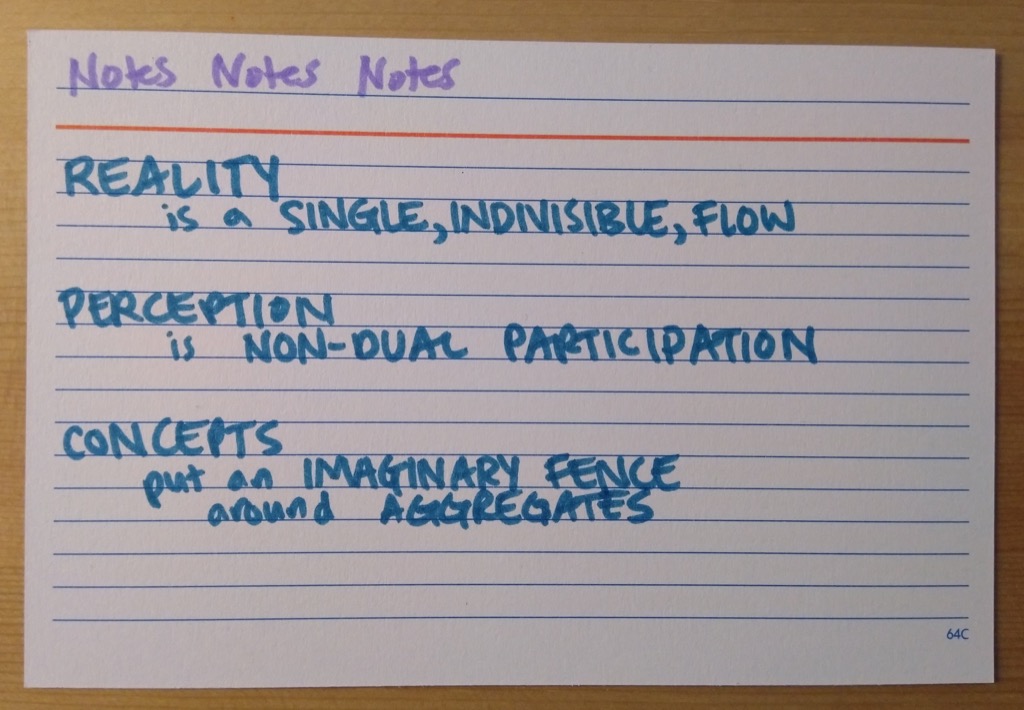 Notes Notes Notes
REALITY
is a SINGLE, INDIVISIBLE, FLOW
PERCEPTION
is NON-DUAL PARTICIPATION
CONCEPTS
put an IMAGINARY FENCE
around AGGREGATES
64C